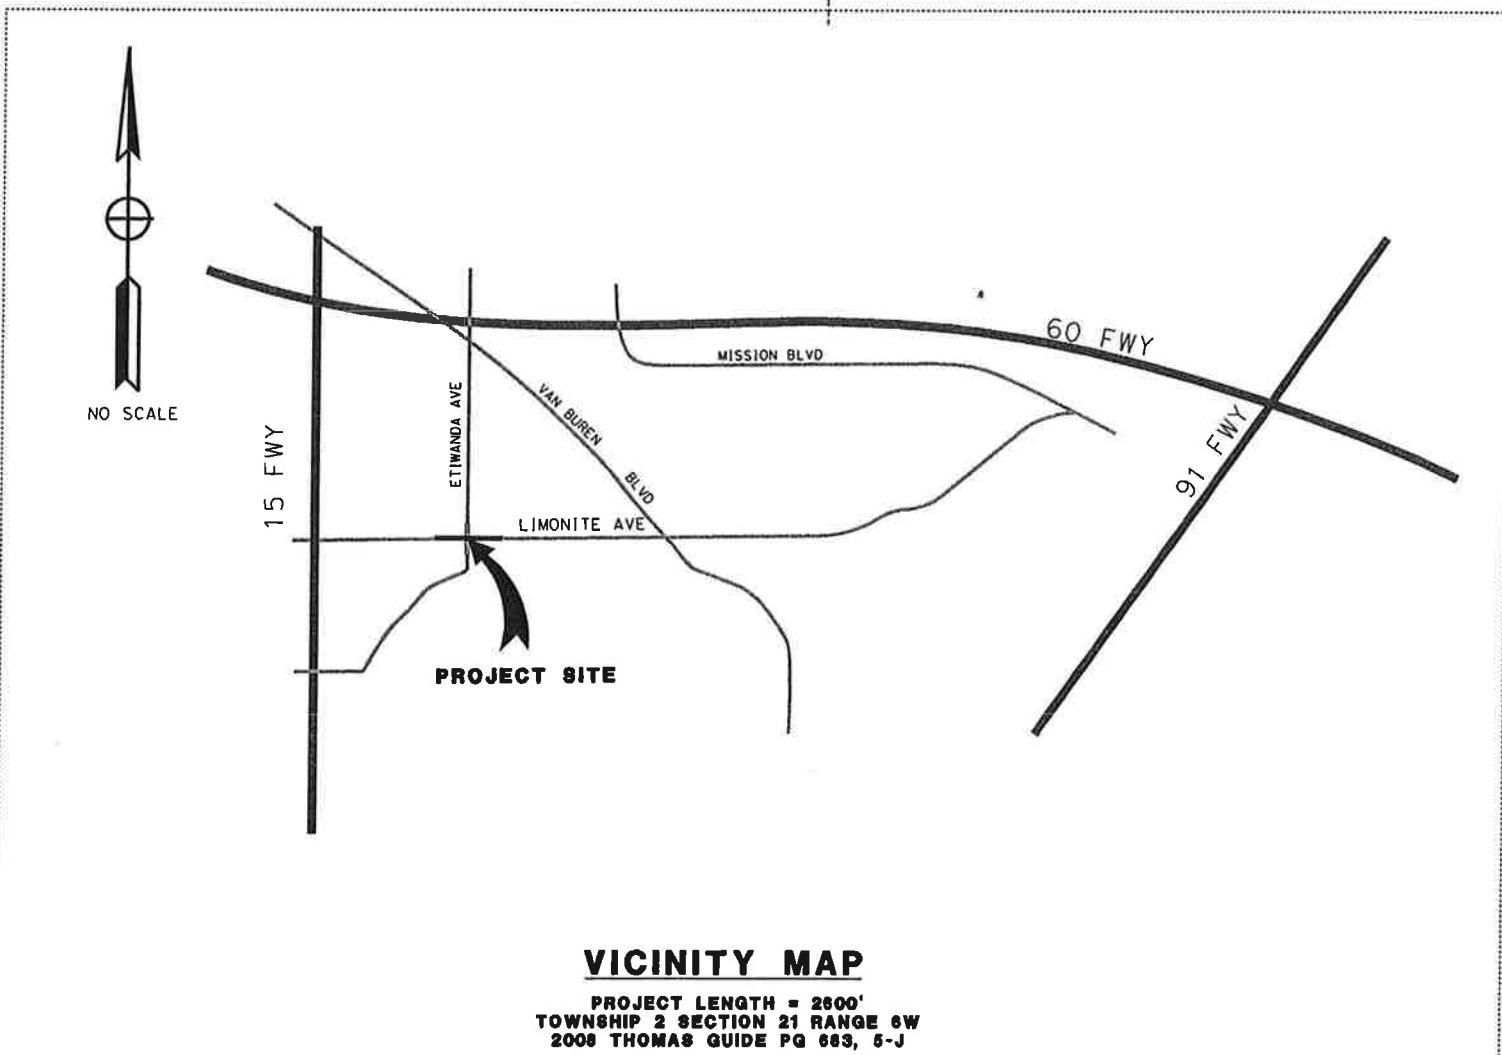 60 FWY
MISSION BLVD
ETIWANDA AVE
VAN BUREN
BLVD
NO SCALE
15 FWY
91 FWY
LIMONITE AVE
PROJECT SITE
VICINITY MAP
PROJECT LENGTH = 2600'
TOWNSHIP 2 SECTION 21 RANGE 6W
2008 THOMAS GUIDE PG 683, 5-J